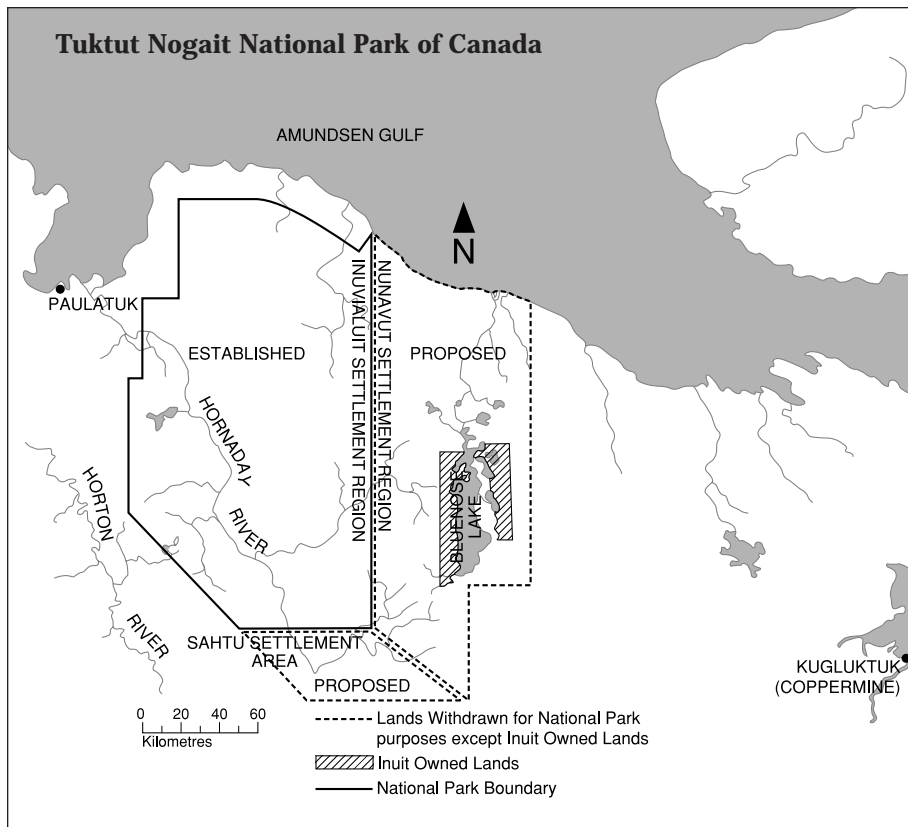 Tuktut Nogait National Park of Canada
AMUNDSEN GULF
N
PAULATUK
ESTABLISHED
INUVIALUIT SETTLEMENT REGION
NUNAVUT SETTLEMENT REGION
PROPOSED
HORNADAY
RIVER
HORTON
RIVER
BLUENOSE
LAKE
SAHTU SETTLEMENT
AREA
PROPOSED
KUGLUKTUK
(COPPERMINE)
0 20 40 60
Kilometres
Lands Withdrawn for National Park
purposes except Inuit Owned Lands
Inuit Owned Lands
National Park Boundary